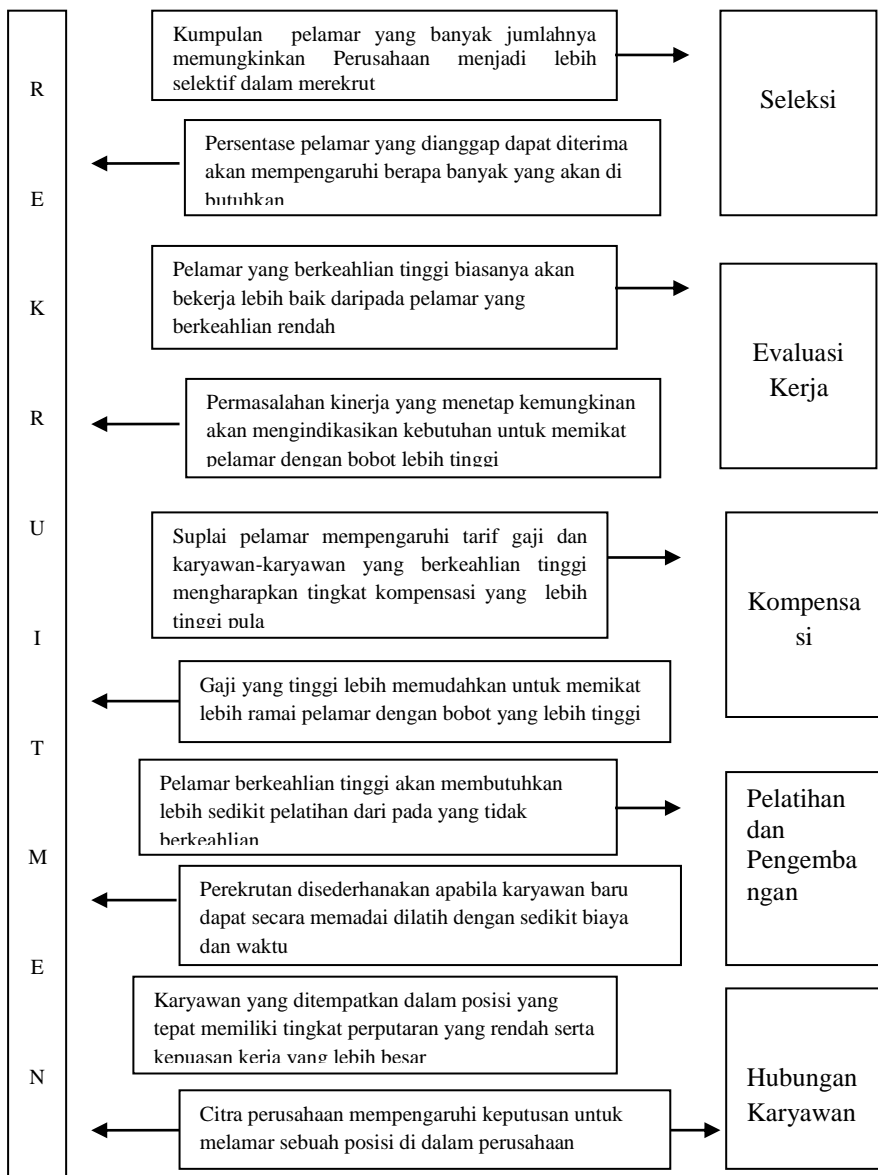 R
E
K
R
U
I
T
M
E
N
Kumpulan pelamar yang banyak jumlahnya
memungkinkan Perusahaan menjadi lebih
selektif dalam merekrut
Seleksi
Persentase pelamar yang dianggap dapat diterima
akan mempengaruhi berapa banyak yang akan di
butuhkan
Pelamar yang berkeahlian tinggi biasanya akan
bekerja lebih baik daripada pelamar yang
berkeahlian rendah
Evaluasi
Kerja
Permasalahan kinerja yang menetap kemungkinan
akan mengindikasikan kebutuhan untuk memikat
pelamar dengan bobot lebih tinggi
Suplai pelamar mempengaruhi tarif gaji dan
karyawan-karyawan yang berkeahlian tinggi
mengharapkan tingkat kompensasi yang lebih
tinggi pula
Kompensa
si
Gaji yang tinggi lebih memudahkan untuk memikat
lebih ramai pelamar dengan bobot yang lebih tinggi
Pelamar berkeahlian tinggi akan membutuhkan
lebih sedikit pelatihan dari pada yang tidak
berkeahlian
Pelatihan
dan
Pengemba
ngan
Perekrutan disederhanakan apabila karyawan baru
dapat secara memadai dilatih dengan sedikit biaya
dan waktu
Karyawan yang ditempatkan dalam posisi yang
tepat memiliki tingkat perputaran yang rendah serta
kepuasan kerja yang lebih besar
Hubungan
Karyawan
Citra perusahaan mempengaruhi keputusan untuk
melamar sebuah posisi di dalam perusahaan